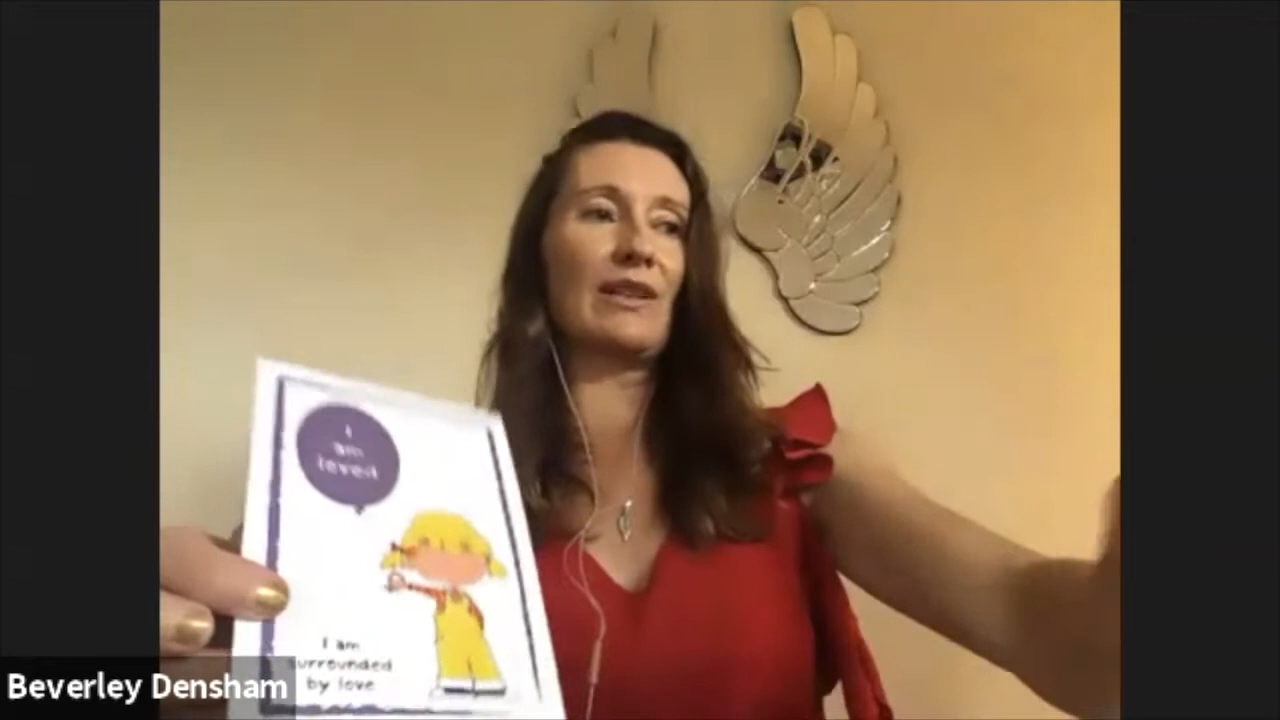 I
am
loved
I am
surrounded
by love
Beverley Densham